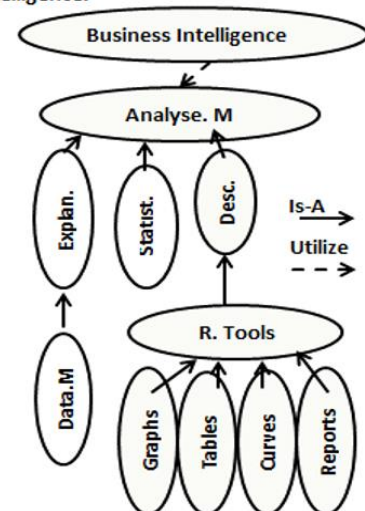 Business Intelligence
Analyse. M
Explan.
Statist.
Desc.
Is-A
Utilize
R. Tools
Data.M
Graphs
Tables
Curves
Reports